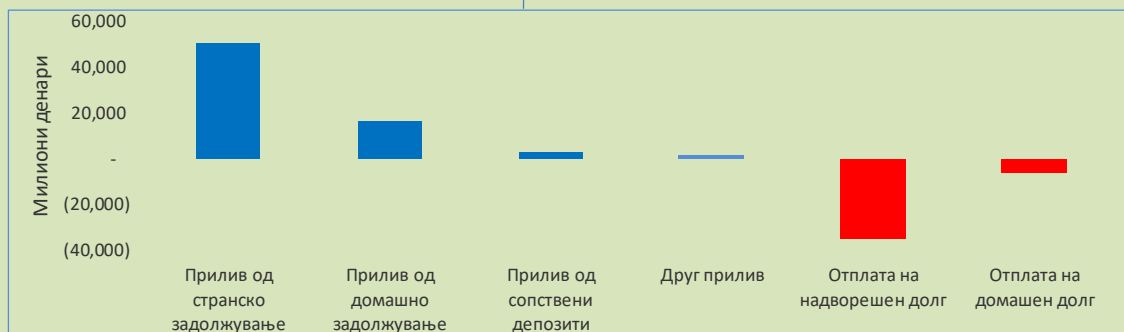 Милиони денари
60,000
40,000
20,000
-
(20,000)
(40,000)
Прилив од
странско
задолжување
Прилив од
домашно
задолжување
Прилив од
сопствени
депозити
Друг прилив
Отплата на
надворешен долг
Отплата на
домашен долг